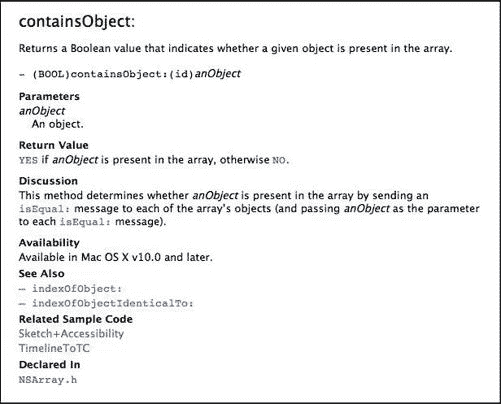 containsObject:
Returns a Boolean value that indicates whether a given object is present in the array.
– (BOOL)containsObject:(id)anObject
Parameters
anObject
An object.
Return Value
YES if anObject is present in the array, otherwise NO.
Discussion
This method determines whether anObject is present in the array by sending an
isEqual: message to each of the array's objects (and passing anObject as the parameter
to each isEqual: message).
Availability
Available in Mac OS X v10.0 and later.
See Also
– indexOfObject:
– indexOfObjectIdenticalTo:
Related Sample Code
Sketch+Accessibility
TimelineToTC
Declared In
NSArray.h